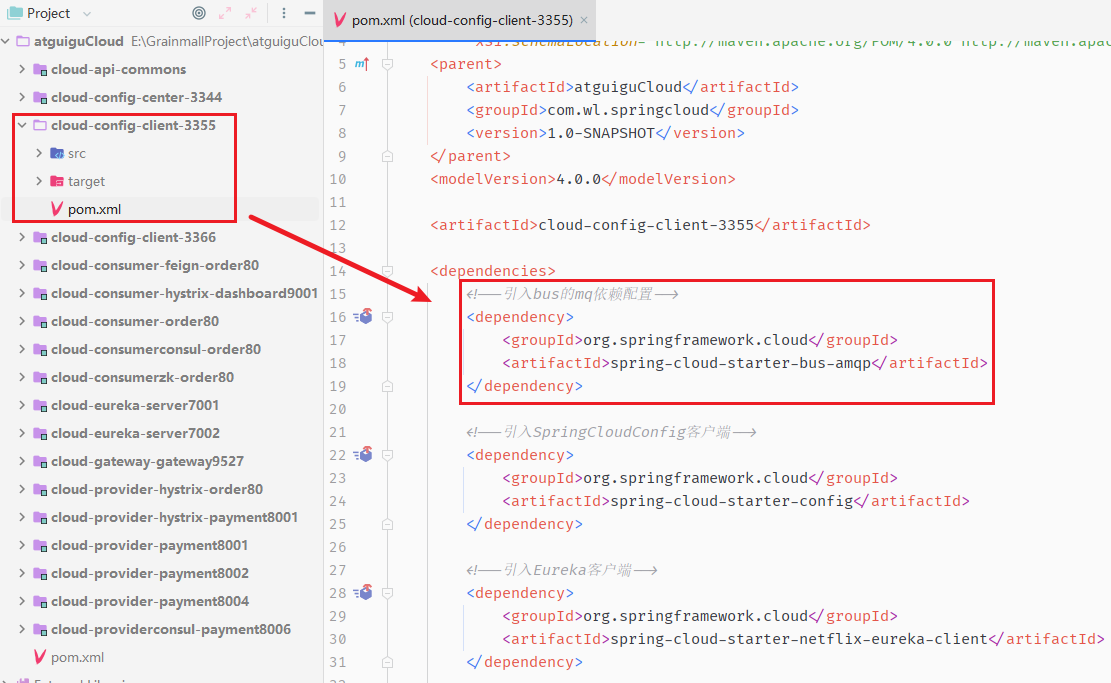 Project
atguiguCloud E:\GrainmallProject\atguiguClou
cloud-api-commons
cloud-config-center-3344
cloud-config-client-3355
src
target
pom.xml
cloud-config-client-3366
cloud-consumer-feign-order80
cloud-consumer-hystrix-dashboard9001
cloud-consumer-order80
cloud-consumerconsul-order80
cloud-consumerzk-order80
cloud-eureka-server7001
cloud-eureka-server7002
cloud-gateway-gateway9527
cloud-provider-hystrix-order80
cloud-provider-hystrix-payment8001
cloud-provider-payment8001
cloud-provider-payment8002
cloud-provider-payment8004
cloud-providerconsul-payment8006
pom.xml
pom.xml (cloud-config-client-3355)
4 xsi:schemaLocation="http://maven.apache.org/POM/4.0.0 http://maven.apac
5 <parent>
6 <artifactId>atguiguCloud</artifactId>
7 <groupId>com.wl.springcloud</groupId>
8 <version>1.0-SNAPSHOT</version>
9 </parent>
10 <modelVersion>4.0.0</modelVersion>
11
12 <artifactId>cloud-config-client-3355</artifactId>
13
14 <dependencies>
15 <!--引入bus的mq依赖配置-->
16 <dependency>
17 <groupId>org.springframework.cloud</groupId>
18 <artifactId>spring-cloud-starter-bus-amqp</artifactId>
19 </dependency>
20
21 <!--引入SpringCloudConfig客户端-->
22 <dependency>
23 <groupId>org.springframework.cloud</groupId>
24 <artifactId>spring-cloud-starter-config</artifactId>
25 </dependency>
26
27 <!--引入Eureka客户端-->
28 <dependency>
29 <groupId>org.springframework.cloud</groupId>
30 <artifactId>spring-cloud-starter-netflix-eureka-client</artifactId>
31 </dependency>